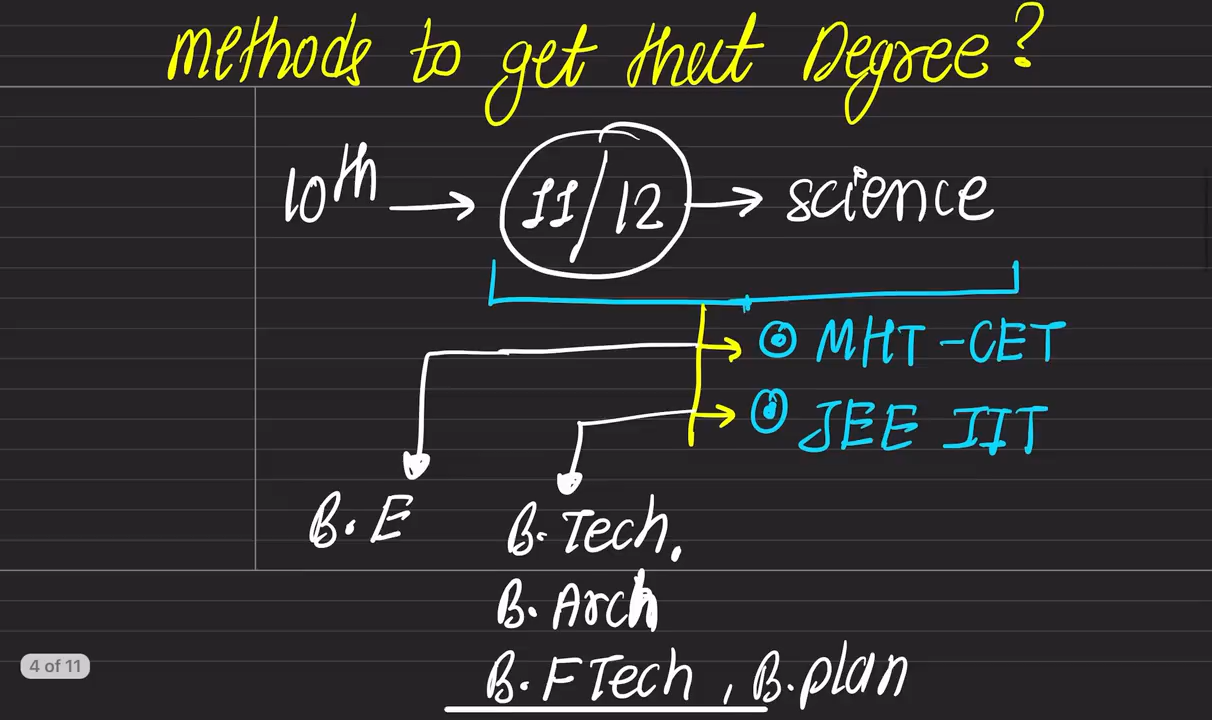 methods to get that Degree?
10th → 11/12 → science
MHT-CET
JEE IIT
B.E B.Tech.
B.Arch
B.FTech, B.plan
4 of 11